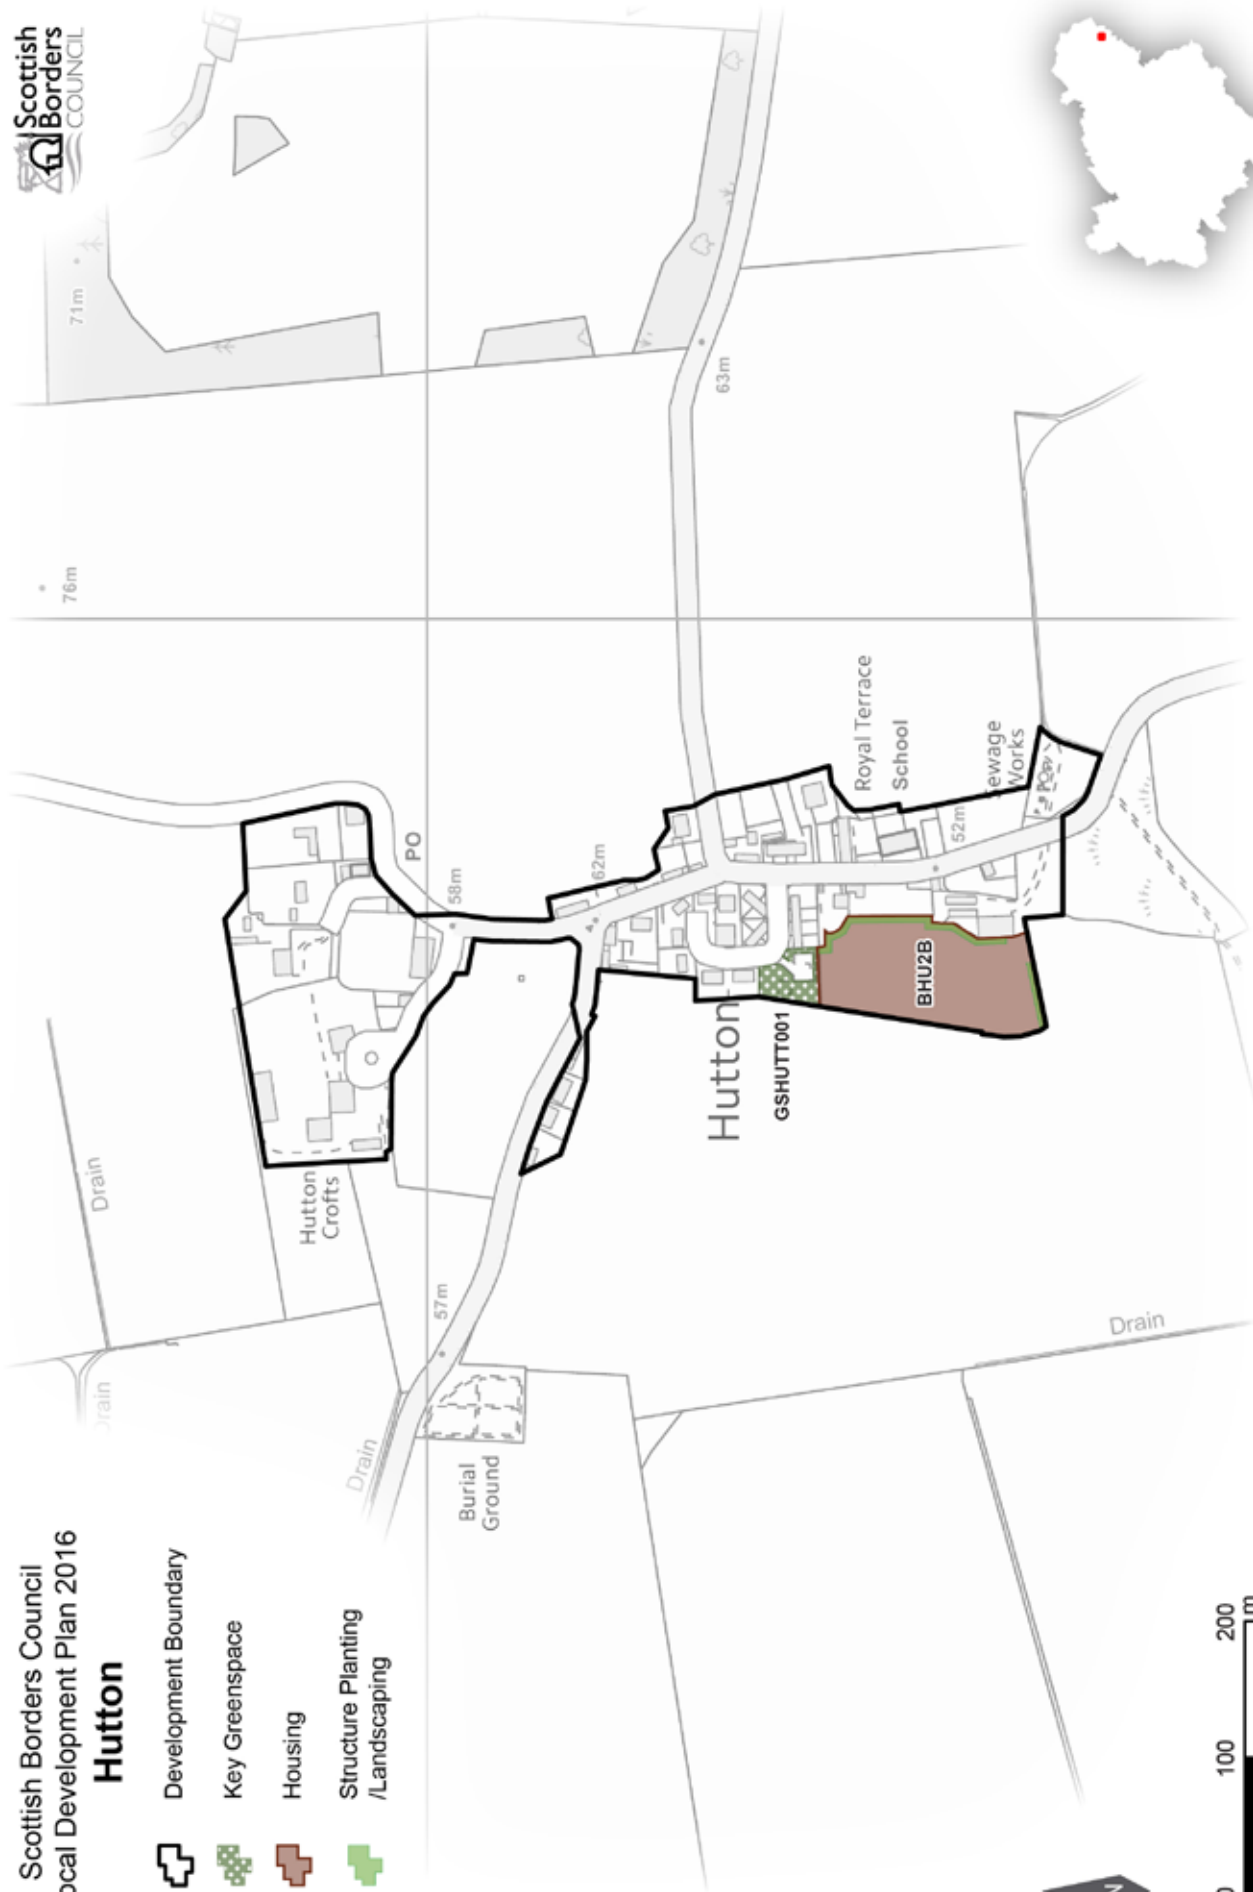 Scottish Borders Council
ocal Development Plan 2016
Hutton
Development Boundary
Key Greenspace
Housing
Structure Planting
/Landscaping
Scottish
Borders
COUNCIL
71m
76m
Drain
Drain
Hutton
Crofts
PO
58m
57m
62m
63m
Drain
Burial
Ground
Hutton
GSHUTT001
BHU2B
Royal Terrace
School
52m
ewage
Works
Drain
0
100
200
m
N